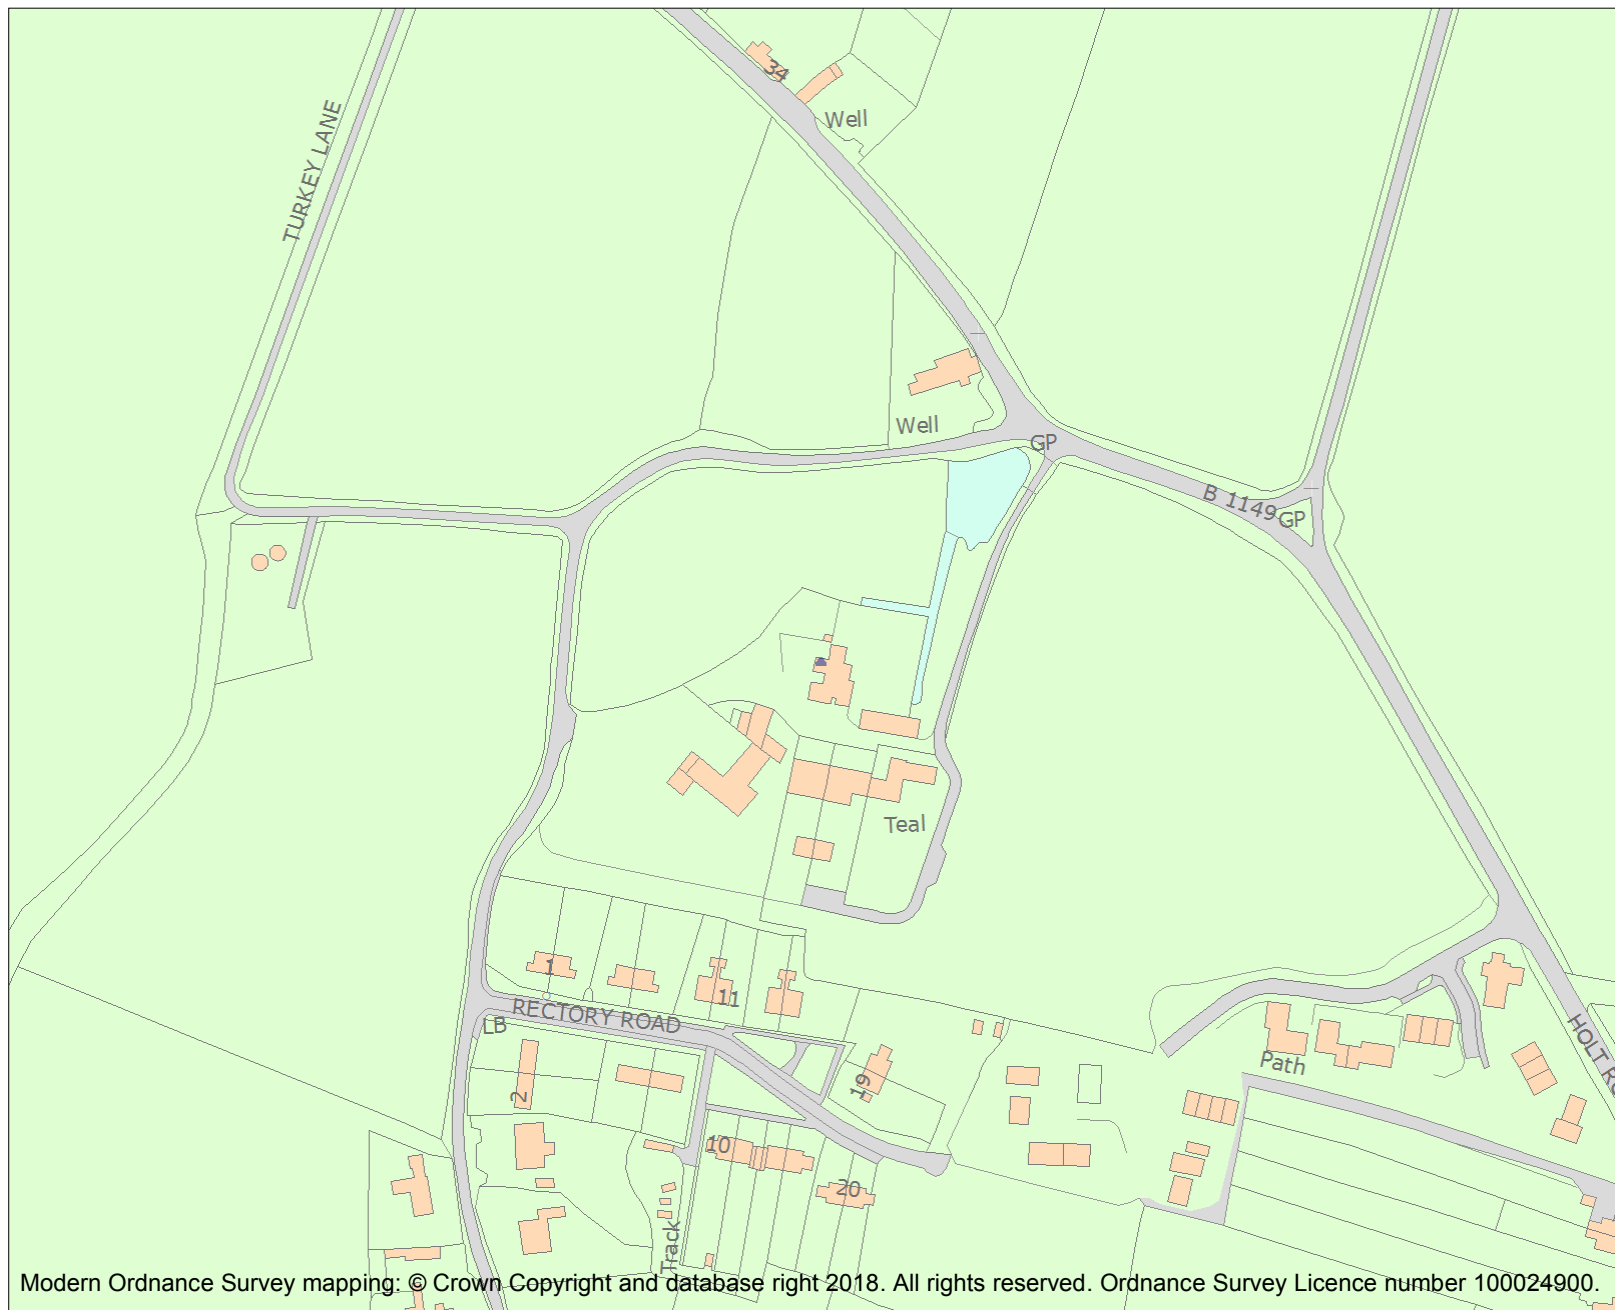 34
Well
TURKEY LANE
Well
GP
B 1149
GP
Teal
1
11
RECTORY ROAD
LB
HOLT R
Path
19
2
10
20
Track
Modern Ordnance Survey mapping: © Crown Copyright and database right 2018. All rights reserved. Ordnance Survey Licence number 100024900.